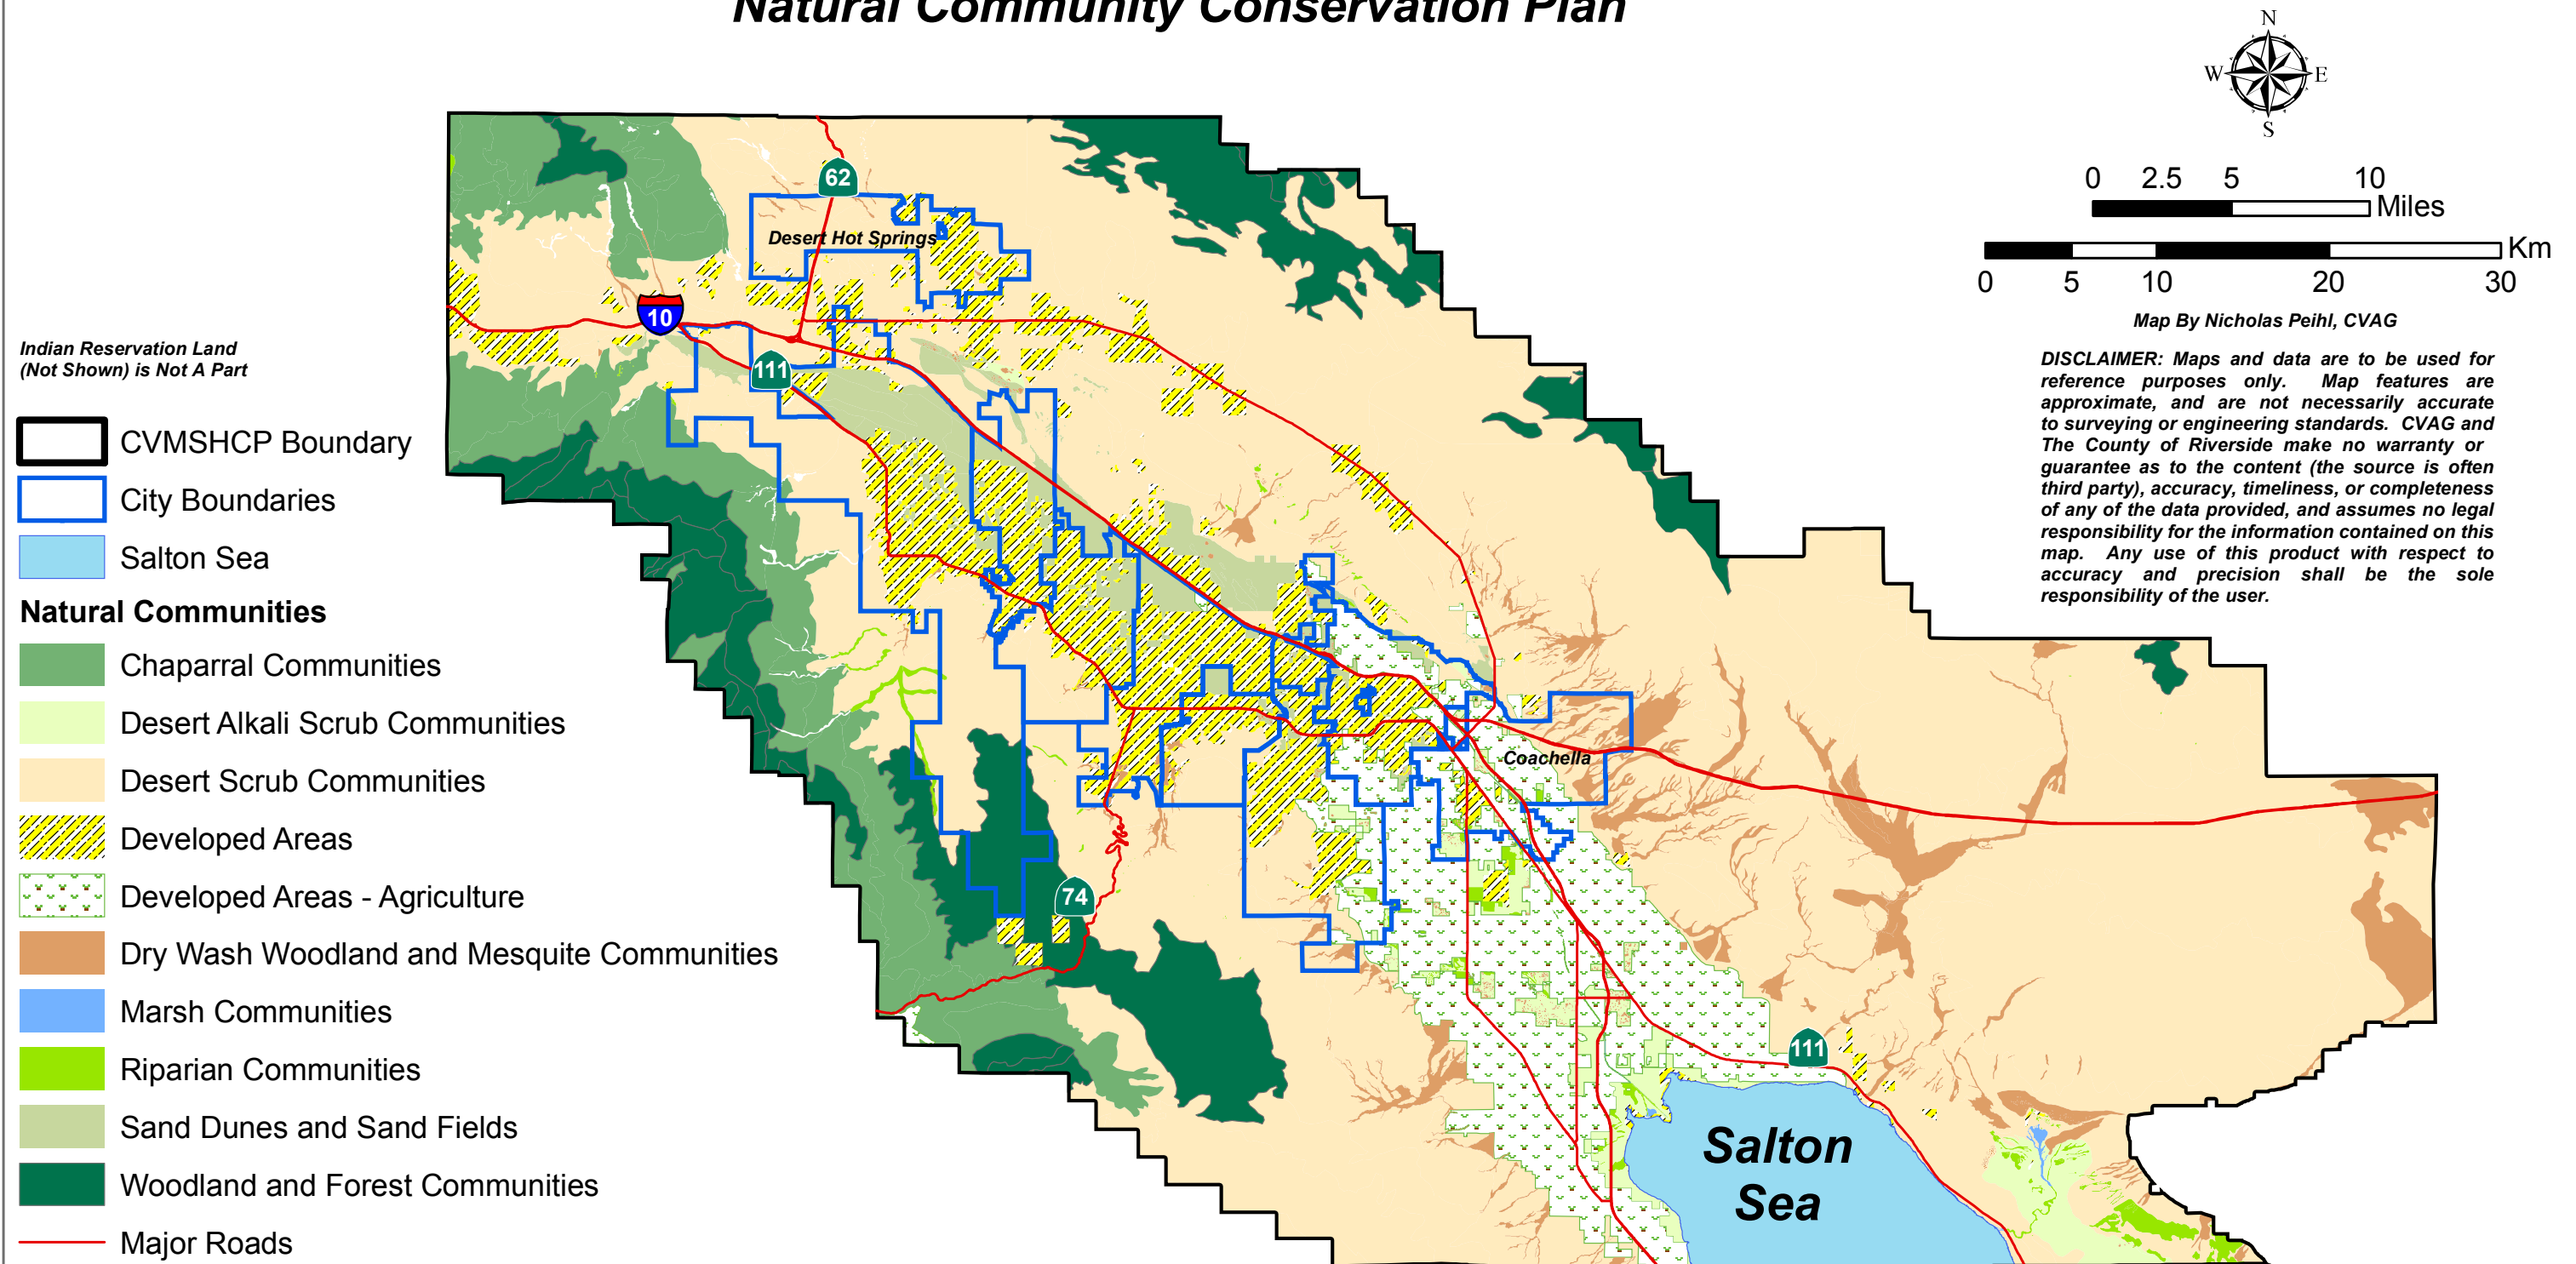 Natural Community Conservation Plan
N
W E
S
0 2.5 5 10
Miles
Km
0 5 10 20 30
Map By Nicholas Peihl, CVAG
DISCLAIMER: Maps and data are to be used for
reference purposes only. Map features are
approximate, and are not necessarily accurate
to surveying or engineering standards. CVAG and
The County of Riverside make no warranty or
guarantee as to the content (the source is often
third party), accuracy, timeliness, or completeness
of any of the data provided, and assumes no legal
responsibility for the information contained on this
map. Any use of this product with respect to
accuracy and precision shall be the sole
responsibility of the user.
Indian Reservation Land
(Not Shown) is Not A Part
CVMSHCP Boundary
City Boundaries
Salton Sea
Natural Communities
Chaparral Communities
Desert Alkali Scrub Communities
Desert Scrub Communities
Developed Areas
Developed Areas - Agriculture
Dry Wash Woodland and Mesquite Communities
Marsh Communities
Riparian Communities
Sand Dunes and Sand Fields
Woodland and Forest Communities
Major Roads
62
Desert Hot Springs
10
111
Coachella
74
111
Salton
Sea